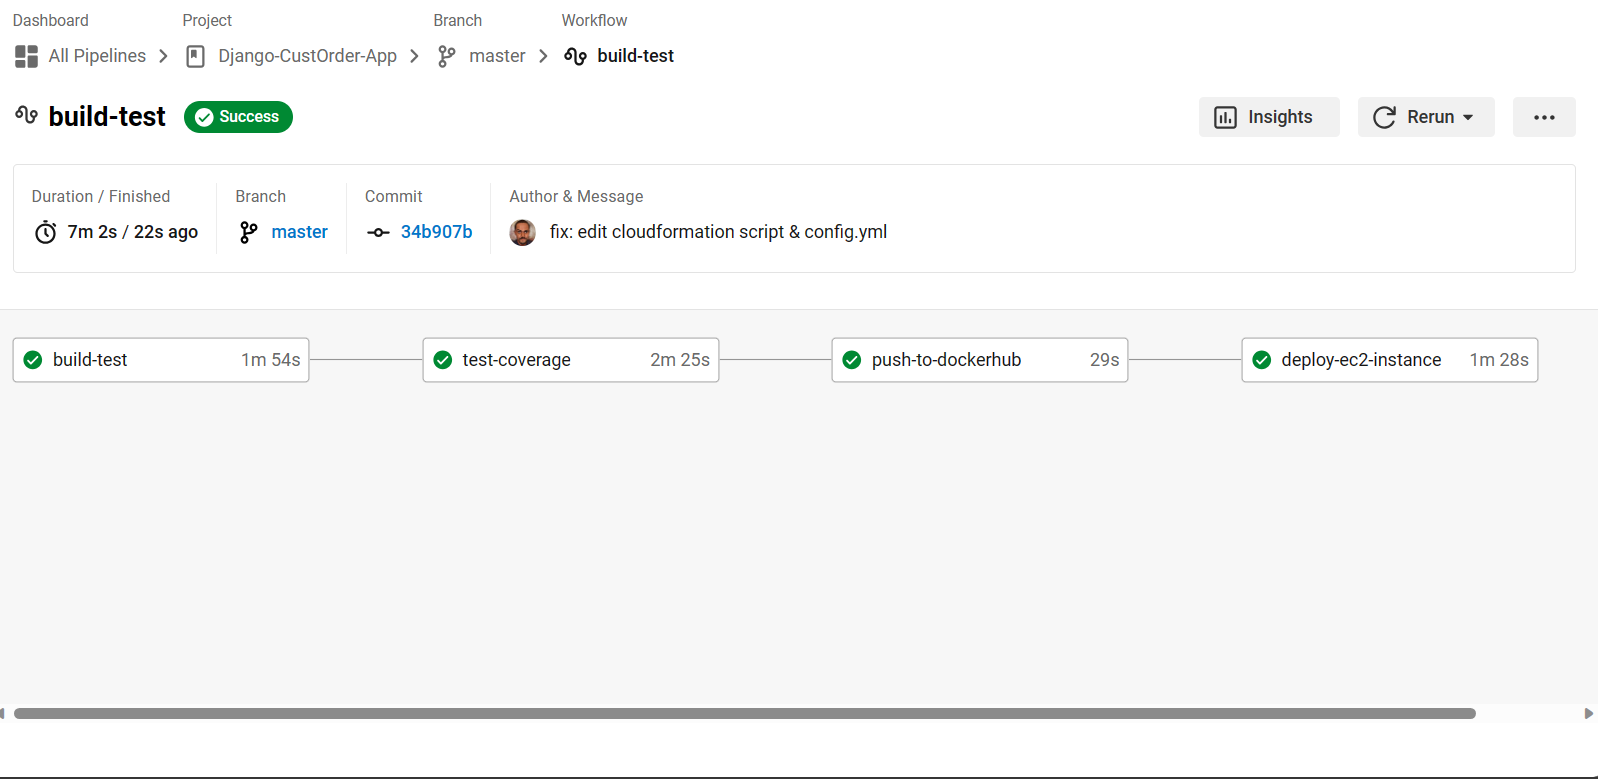 Dashboard Project Branch Workflow
All Pipelines Django-CustOrder-App master build-test
build-test Success Insights Rerun
Duration / Finished Branch Commit Author & Message
7m 2s / 22s ago master 34b907b fix: edit cloudformation script & config.yml
build-test 1m 54s test-coverage 2m 25s push-to-dockerhub 29s deploy-ec2-instance 1m 28s